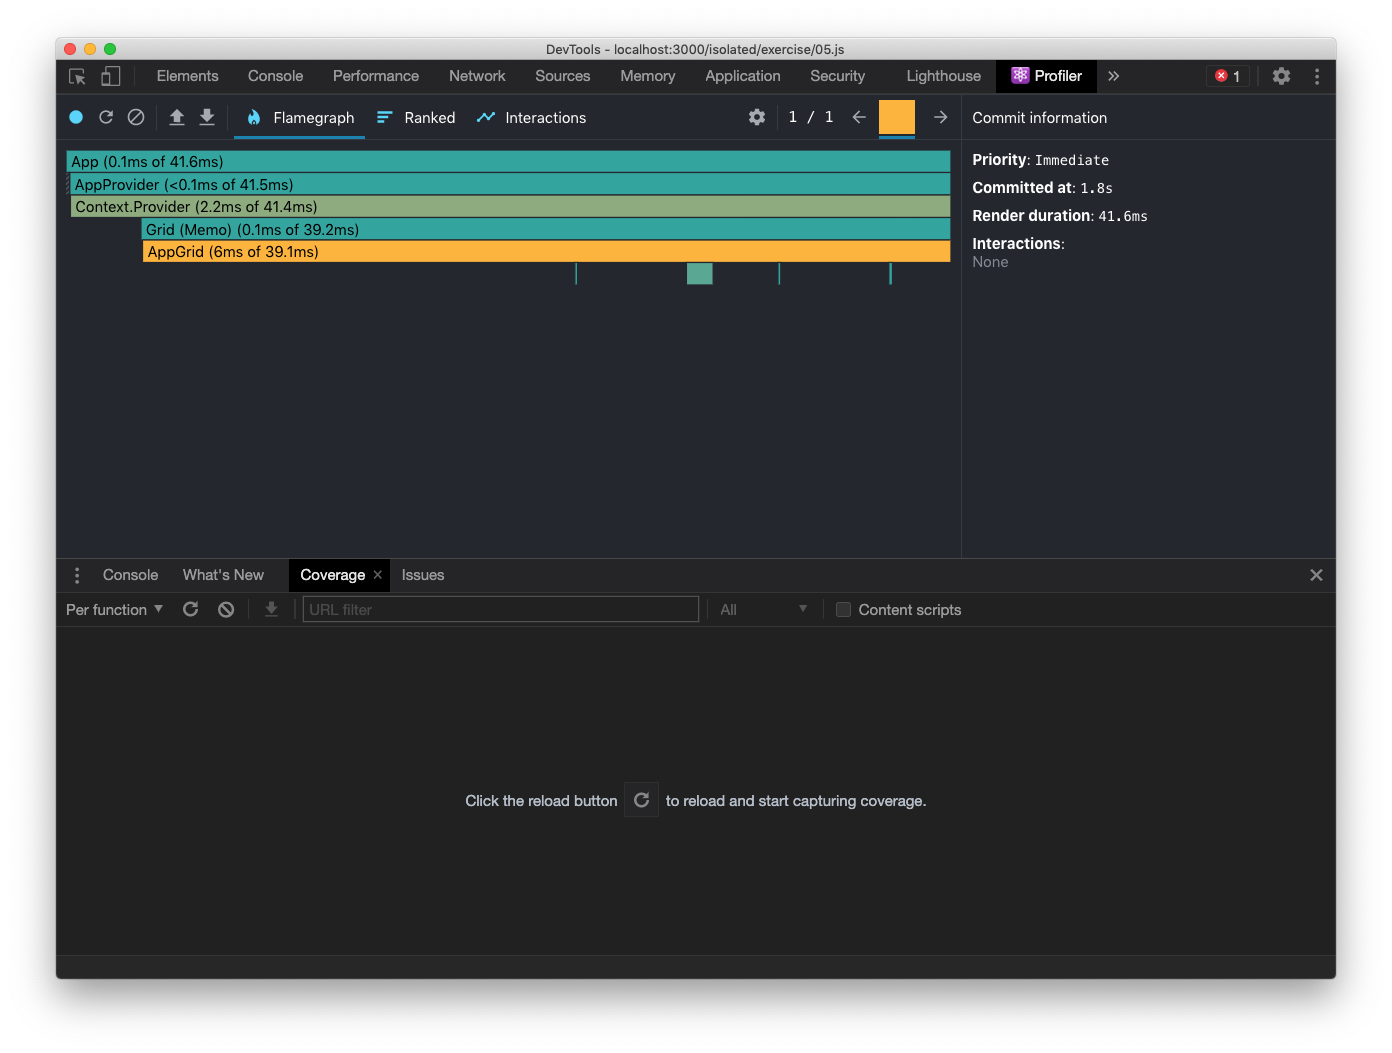 DevTools - localhost:3000/isolated/exercise/05.js
Elements Console Performance Network Sources Memory Application Security Lighthouse Profiler 1
Flamegraph Ranked Interactions 1 / 1 Commit information
App (0.1ms of 41.6ms)
AppProvider (<0.1ms of 41.5ms)
Context.Provider (2.2ms of 41.4ms)
Grid (Memo) (0.1ms of 39.2ms)
AppGrid (6ms of 39.1ms)
Priority: Immediate
Committed at: 1.8s
Render duration: 41.6ms
Interactions:
None
Console What's New Coverage Issues
Per function URL filter All Content scripts
Click the reload button to reload and start capturing coverage.